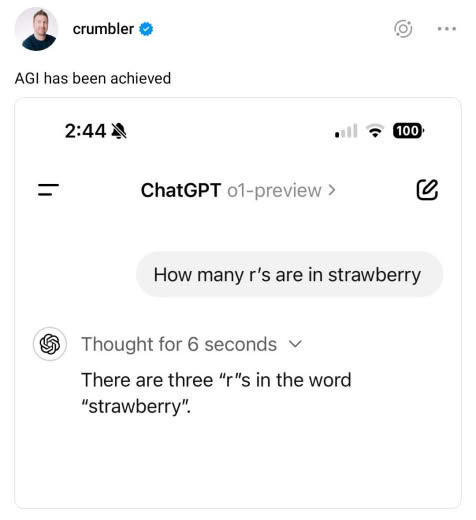 crumbler
AGI has been achieved
2:44
100
ChatGPT o1-preview >
How many r's are in strawberry
Thought for 6 seconds
There are three “r”s in the word
“strawberry”.